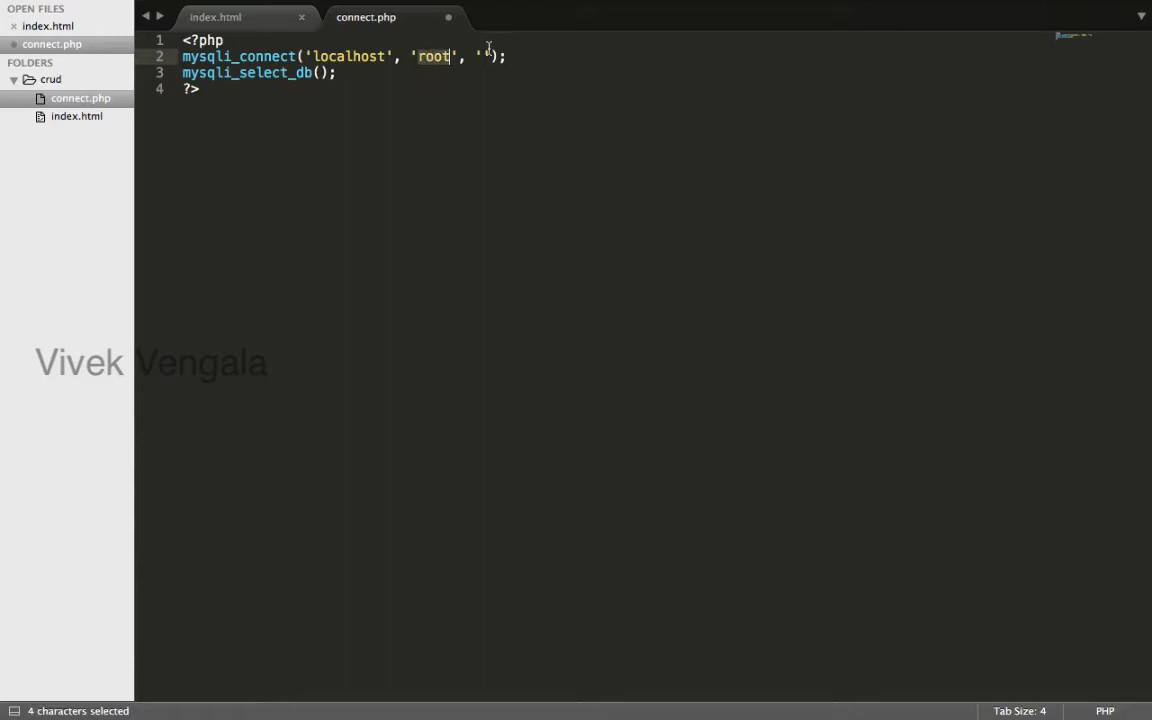 OPEN FILES
index.html
connect.php
FOLDERS
crud
connect.php
index.html
index.html
connect.php
1 <?php
2 mysqli_connect('localhost', 'root', '');
3 mysqli_select_db();
4 ?>
Vivek Vengala
4 characters selected
Tab Size: 4
PHP